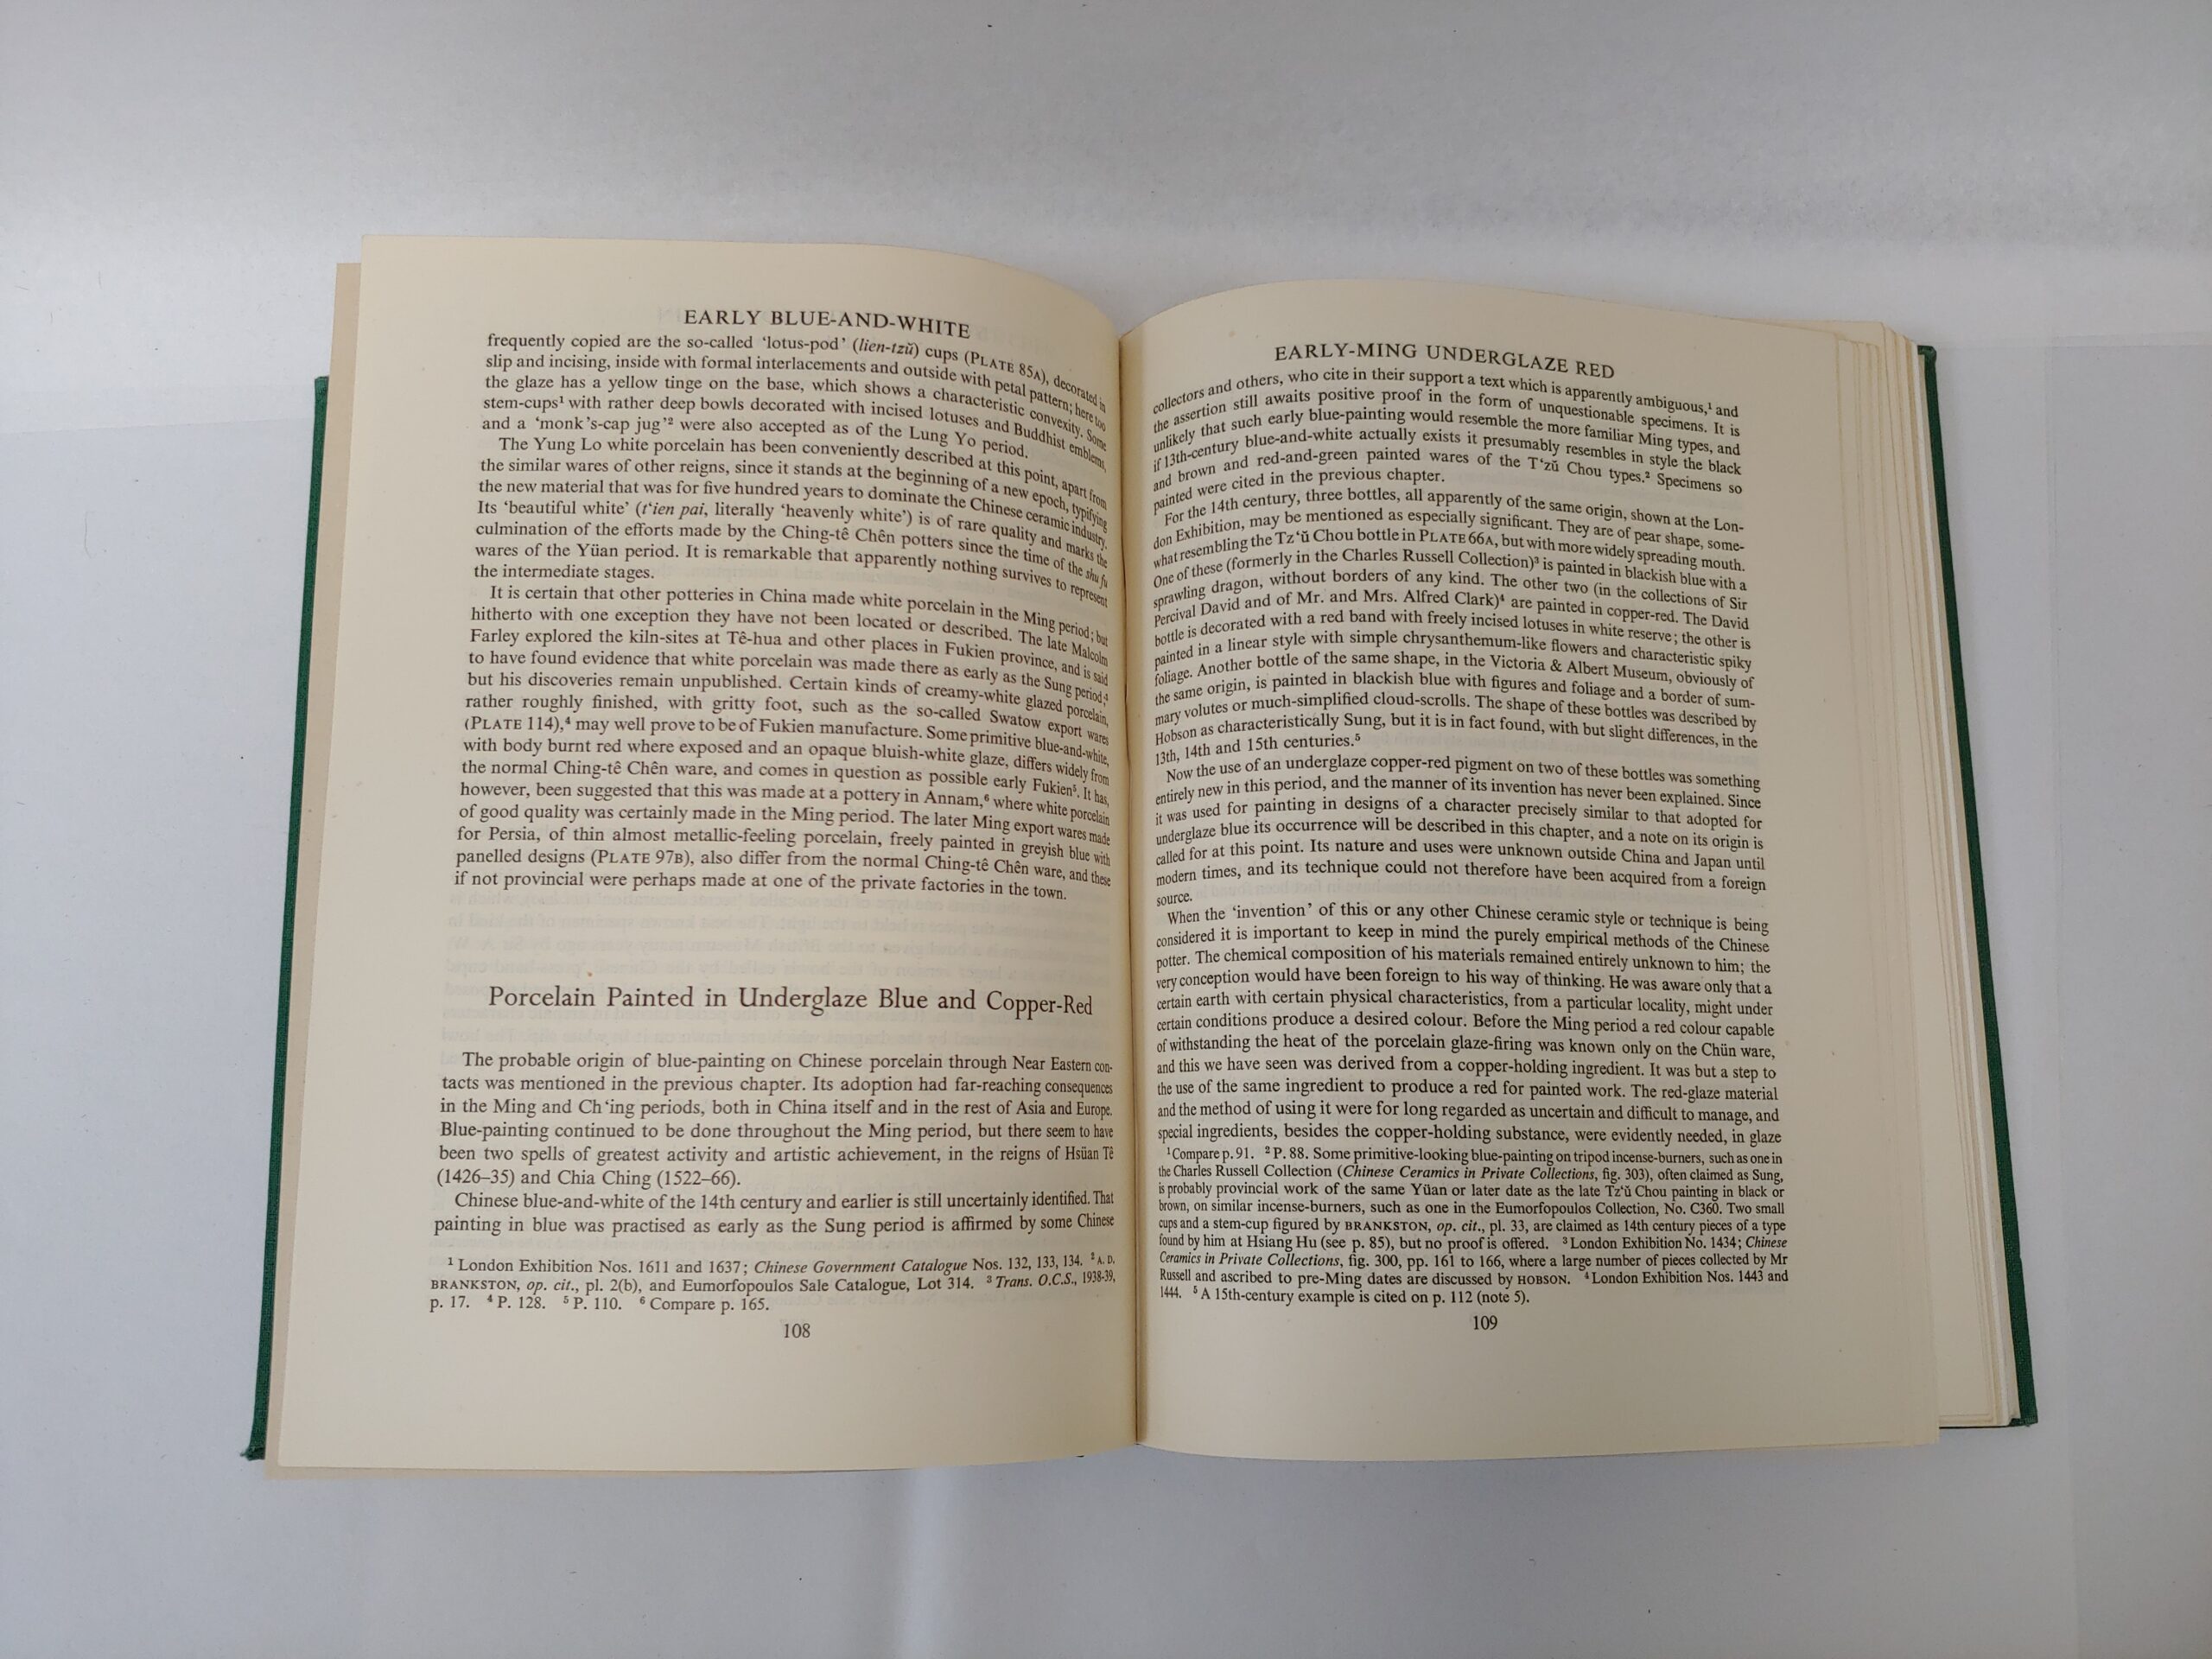 EARLY BLUE-AND-WHITE
frequently copied are the so-called ‘lotus-pod’ (lien-tzŭ) cups (PLATE 85A), decorated in
slip and incising, inside with formal interlacements and outside with petal pattern; here too
the glaze has a yellow tinge on the base, which shows a characteristic convexity. Some
stem-cups¹ with rather deep bowls decorated with incised lotuses and Buddhist emblems,
and a ‘monk’s-cap jug’² were also accepted as of the Lung Yo period.
The Yung Lo white porcelain has been conveniently described at this point, apart from
the similar wares of other reigns, since it stands at the beginning of a new epoch, typifying
the new material that was for five hundred years to dominate the Chinese ceramic industry.
Its ‘beautiful white’ (t‘ien pai, literally ‘heavenly white’) is of rare quality and marks the
culmination of the efforts made by the Ching-tê Chên potters since the time of the shu fu
wares of the Yüan period. It is remarkable that apparently nothing survives to represent
the intermediate stages.
It is certain that other potteries in China made white porcelain in the Ming period; but
hitherto with one exception they have not been located or described. The late Malcolm
Farley explored the kiln-sites at Tê-hua and other places in Fukien province, and is said
to have found evidence that white porcelain was made there as early as the Sung period;³
but his discoveries remain unpublished. Certain kinds of creamy-white glazed porcelain,
rather roughly finished, with gritty foot, such as the so-called Swatow export wares
(PLATE 114),⁴ may well prove to be of Fukien manufacture. Some primitive blue-and-white,
with body burnt red where exposed and an opaque bluish-white glaze, differs widely from
the normal Ching-tê Chên ware, and comes in question as possible early Fukien⁵. It has,
however, been suggested that this was made at a pottery in Annam,⁶ where white porcelain
of good quality was certainly made in the Ming period. The later Ming export wares made
for Persia, of thin almost metallic-feeling porcelain, freely painted in greyish blue with
panelled designs (PLATE 97B), also differ from the normal Ching-tê Chên ware, and these
if not provincial were perhaps made at one of the private factories in the town.
Porcelain Painted in Underglaze Blue and Copper-Red
The probable origin of blue-painting on Chinese porcelain through Near Eastern con-
tacts was mentioned in the previous chapter. Its adoption had far-reaching consequences
in the Ming and Ch‘ing periods, both in China itself and in the rest of Asia and Europe.
Blue-painting continued to be done throughout the Ming period, but there seem to have
been two spells of greatest activity and artistic achievement, in the reigns of Hsüan Tê
(1426–35) and Chia Ching (1522–66).
Chinese blue-and-white of the 14th century and earlier is still uncertainly identified. That
painting in blue was practised as early as the Sung period is affirmed by some Chinese
¹ London Exhibition Nos. 1611 and 1637; Chinese Government Catalogue Nos. 132, 133, 134. ² A. D.
BRANKSTON, op. cit., pl. 2(b), and Eumorfopoulos Sale Catalogue, Lot 314. ³ Trans. O.C.S., 1938-39,
p. 17. ⁴ P. 128. ⁵ P. 110. ⁶ Compare p. 165.
108
EARLY-MING UNDERGLAZE RED
collectors and others, who cite in their support a text which is apparently ambiguous,¹ and
the assertion still awaits positive proof in the form of unquestionable specimens. It is
unlikely that such early blue-painting would resemble the more familiar Ming types, and
if 13th-century blue-and-white actually exists it presumably resembles in style the black
and brown and red-and-green painted wares of the T‘zŭ Chou types.² Specimens so
painted were cited in the previous chapter.
For the 14th century, three bottles, all apparently of the same origin, shown at the Lon-
don Exhibition, may be mentioned as especially significant. They are of pear shape, some-
what resembling the Tz‘ŭ Chou bottle in PLATE 66A, but with more widely spreading mouth.
One of these (formerly in the Charles Russell Collection)³ is painted in blackish blue with a
sprawling dragon, without borders of any kind. The other two (in the collections of Sir
Percival David and of Mr. and Mrs. Alfred Clark)⁴ are painted in copper-red. The David
bottle is decorated with a red band with freely incised lotuses in white reserve; the other is
painted in a linear style with simple chrysanthemum-like flowers and characteristic spiky
foliage. Another bottle of the same shape, in the Victoria & Albert Museum, obviously of
the same origin, is painted in blackish blue with figures and foliage and a border of sum-
mary volutes or much-simplified cloud-scrolls. The shape of these bottles was described by
Hobson as characteristically Sung, but it is in fact found, with but slight differences, in the
13th, 14th and 15th centuries.⁵
Now the use of an underglaze copper-red pigment on two of these bottles was something
entirely new in this period, and the manner of its invention has never been explained. Since
it was used for painting in designs of a character precisely similar to that adopted for
underglaze blue its occurrence will be described in this chapter, and a note on its origin is
called for at this point. Its nature and uses were unknown outside China and Japan until
modern times, and its technique could not therefore have been acquired from a foreign
source.
When the ‘invention’ of this or any other Chinese ceramic style or technique is being
considered it is important to keep in mind the purely empirical methods of the Chinese
potter. The chemical composition of his materials remained entirely unknown to him; the
very conception would have been foreign to his way of thinking. He was aware only that a
certain earth with certain physical characteristics, from a particular locality, might under
certain conditions produce a desired colour. Before the Ming period a red colour capable
of withstanding the heat of the porcelain glaze-firing was known only on the Chün ware,
and this we have seen was derived from a copper-holding ingredient. It was but a step to
the use of the same ingredient to produce a red for painted work. The red-glaze material
and the method of using it were for long regarded as uncertain and difficult to manage, and
special ingredients, besides the copper-holding substance, were evidently needed, in glaze
¹ Compare p. 91. ² P. 88. Some primitive-looking blue-painting on tripod incense-burners, such as one in
the Charles Russell Collection (Chinese Ceramics in Private Collections, fig. 303), often claimed as Sung,
is probably provincial work of the same Yüan or later date as the late Tz‘ŭ Chou painting in black or
brown, on similar incense-burners, such as one in the Eumorfopoulos Collection, No. C360. Two small
cups and a stem-cup figured by BRANKSTON, op. cit., pl. 33, are claimed as 14th century pieces of a type
found by him at Hsiang Hu (see p. 85), but no proof is offered. ³ London Exhibition No. 1434; Chinese
Ceramics in Private Collections, fig. 300, pp. 161 to 166, where a large number of pieces collected by Mr
Russell and ascribed to pre-Ming dates are discussed by HOBSON. ⁴ London Exhibition Nos. 1443 and
1444. ⁵ A 15th-century example is cited on p. 112 (note 5).
109